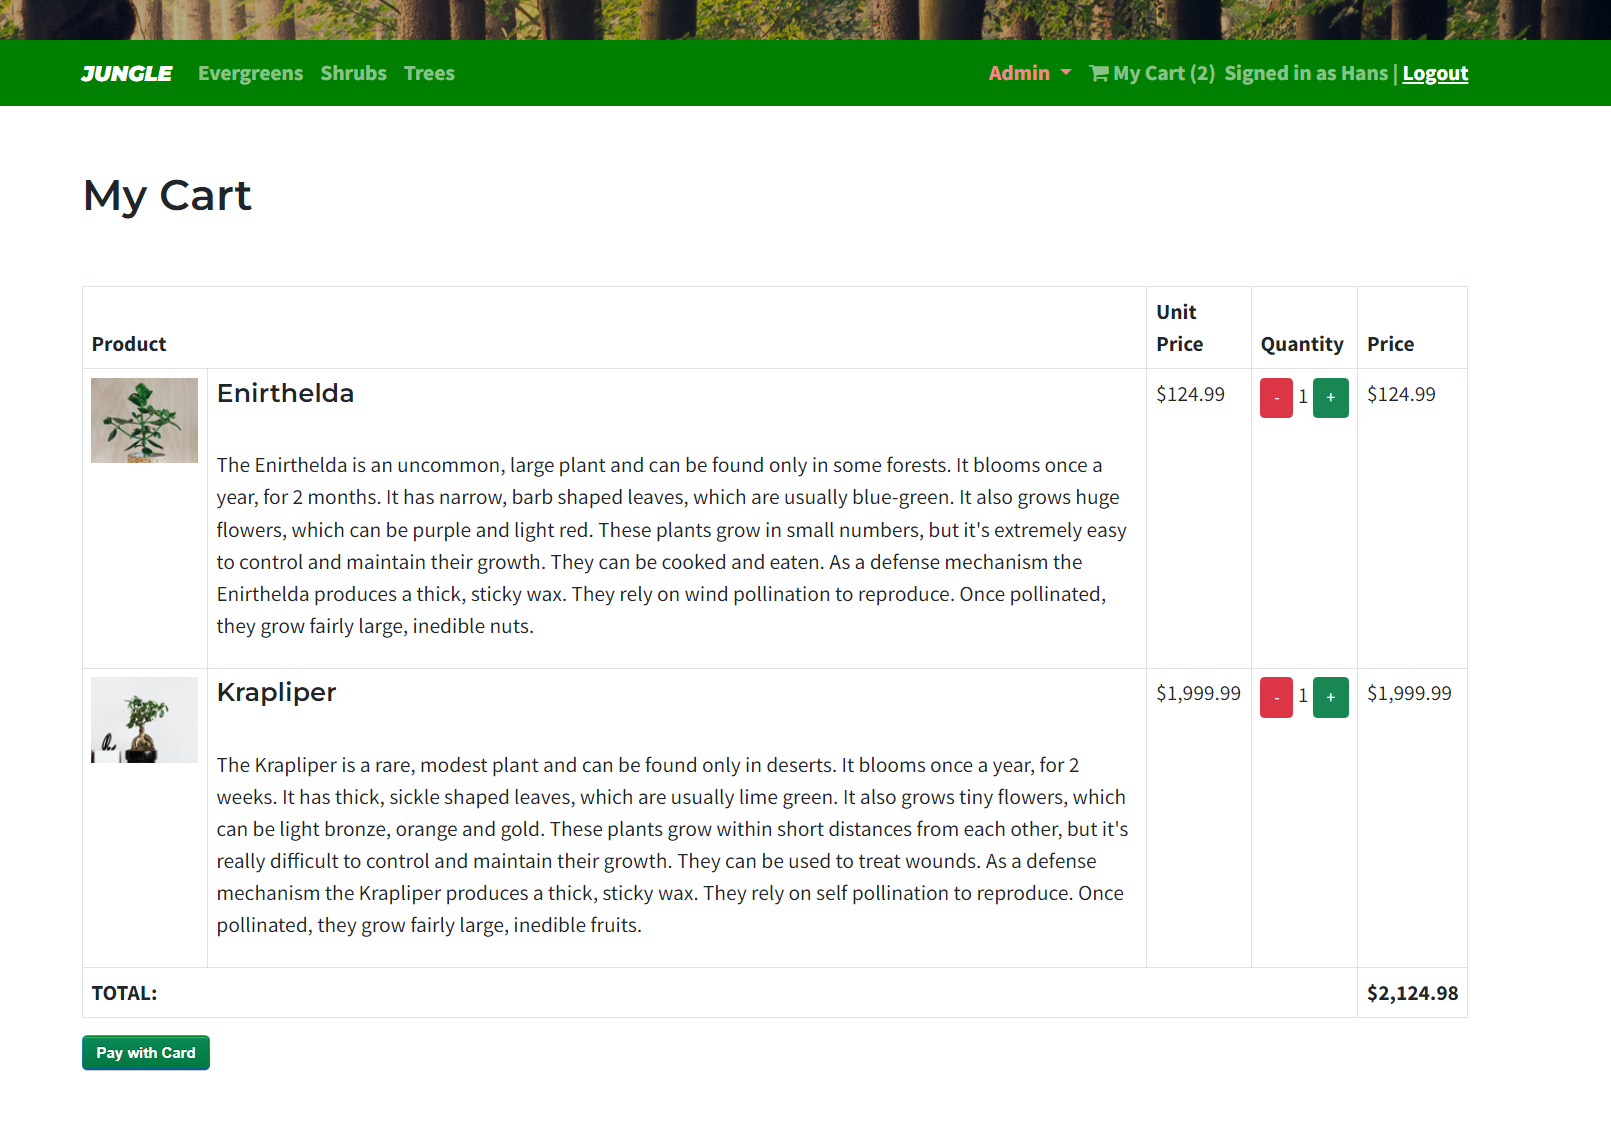 JUNGLE Evergreens Shrubs Trees Admin My Cart (2) Signed in as Hans | Logout
My Cart
Product Unit Price Quantity Price
Enirthelda $124.99 - 1 + $124.99
The Enirthelda is an uncommon, large plant and can be found only in some forests. It blooms once a
year, for 2 months. It has narrow, barb shaped leaves, which are usually blue-green. It also grows huge
flowers, which can be purple and light red. These plants grow in small numbers, but it's extremely easy
to control and maintain their growth. They can be cooked and eaten. As a defense mechanism the
Enirthelda produces a thick, sticky wax. They rely on wind pollination to reproduce. Once pollinated,
they grow fairly large, inedible nuts.
Krapliper $1,999.99 - 1 + $1,999.99
The Krapliper is a rare, modest plant and can be found only in deserts. It blooms once a year, for 2
weeks. It has thick, sickle shaped leaves, which are usually lime green. It also grows tiny flowers, which
can be light bronze, orange and gold. These plants grow within short distances from each other, but it's
really difficult to control and maintain their growth. They can be used to treat wounds. As a defense
mechanism the Krapliper produces a thick, sticky wax. They rely on self pollination to reproduce. Once
pollinated, they grow fairly large, inedible fruits.
TOTAL: $2,124.98
Pay with Card